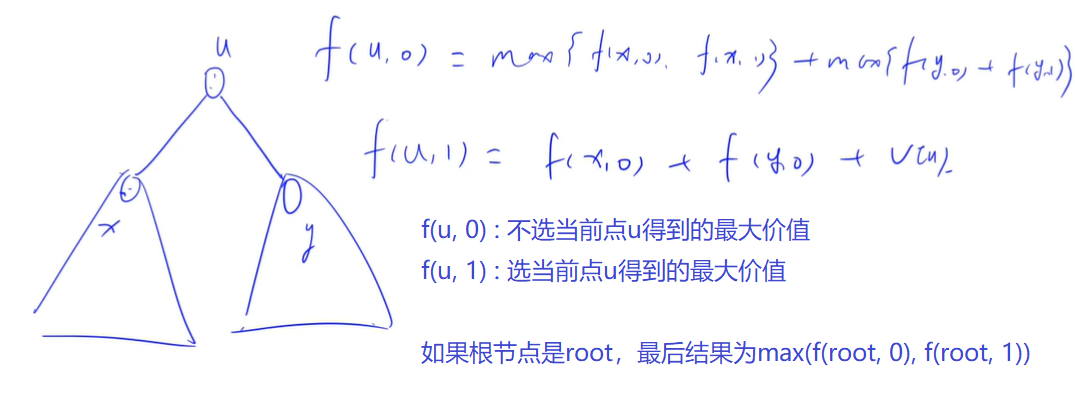 u
f(u,0) = max{f(x,0), f(x,1)} + max{f(y,0) + f(y,1)}
f(u,1) = f(x,0) + f(y,0) + v[u]
x
y
f(u, 0) : 不选当前点u得到的最大价值
f(u, 1) : 选当前点u得到的最大价值
如果根节点是root，最后结果为max(f(root, 0), f(root, 1))